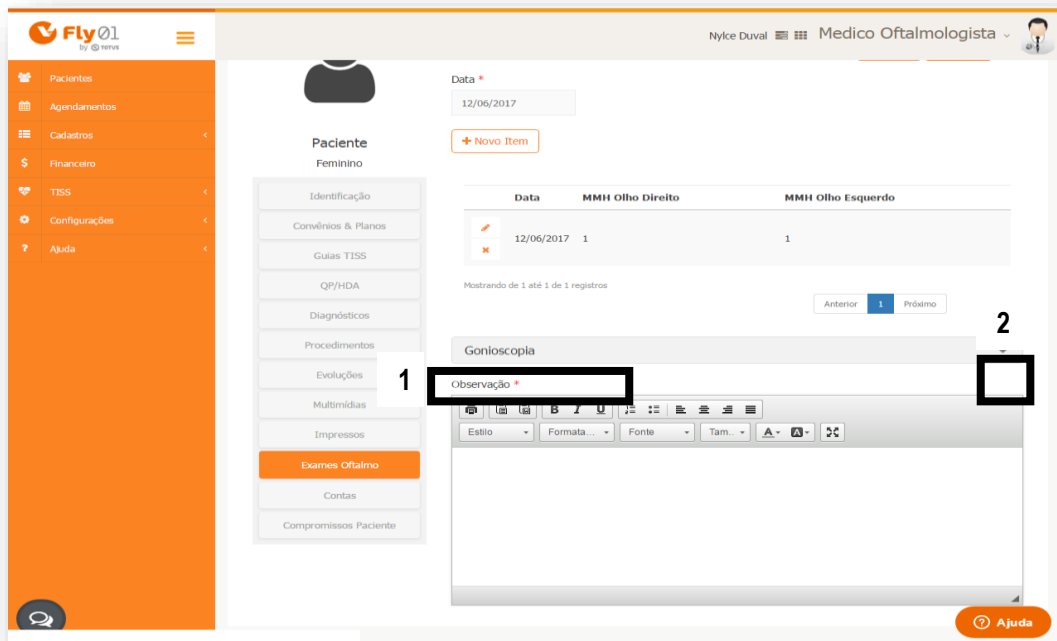 Fly01
by xerus
Nylce Duval Medico Oftalmologista
Pacientes
Agendamentos
Cadastros
Financeiro
TISS
Configurações
Ajuda
Paciente
Feminino
Identificação
Convênios & Planos
Guias TISS
QP/HDA
Diagnósticos
Procedimentos
Evoluções
Multimídias
Impressos
Exames Oftalmo
Contas
Compromissos Paciente
Data *
12/06/2017
+ Novo Item
Data MMH Olho Direito MMH Olho Esquerdo
12/06/2017 1 1
Mostrando de 1 até 1 de 1 registros
Anterior 1 Próximo
2
Gonioscopia
1
Observação *
B I U
Estilo Formata... Fonte Tam... A A
Ajuda